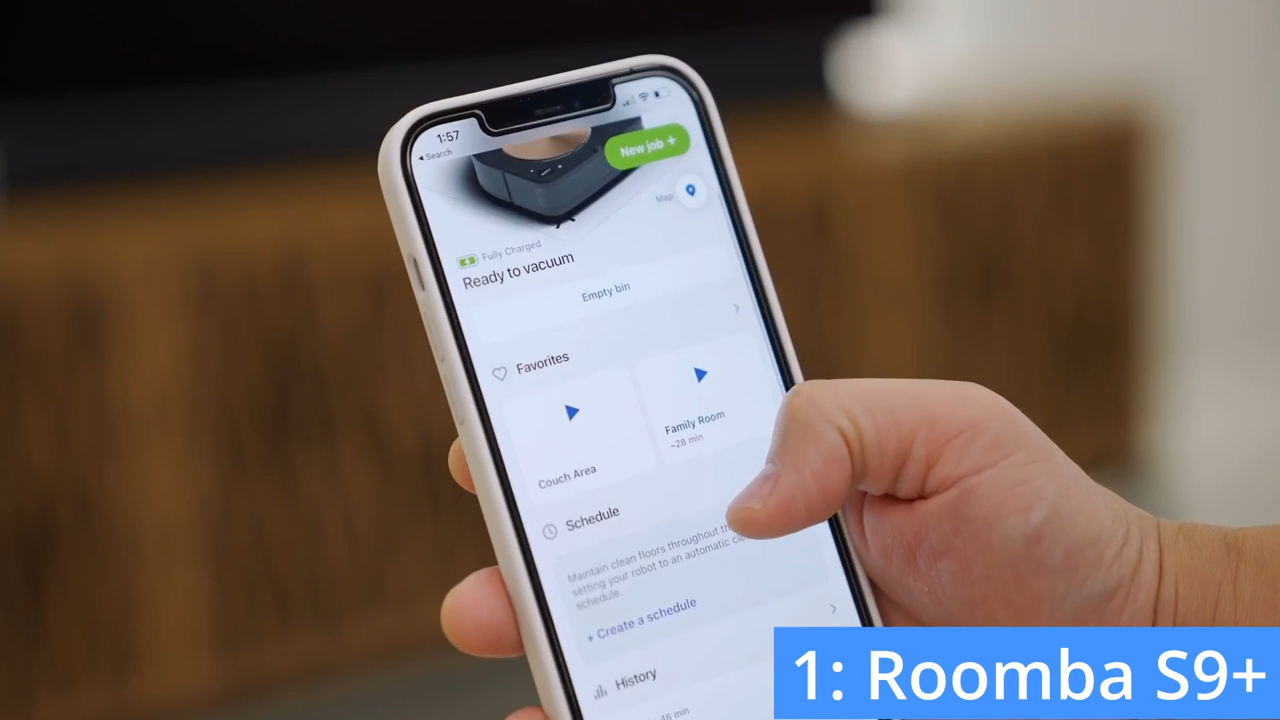 1:57
◂ Search
New job +
Map
Fully Charged
Ready to vacuum
Empty bin
Favorites
Couch Area
Family Room
~28 min
Schedule
Maintain clean floors throughout
setting your robot to an automatic
schedule.
+ Create a schedule
History
46 min
1: Roomba S9+